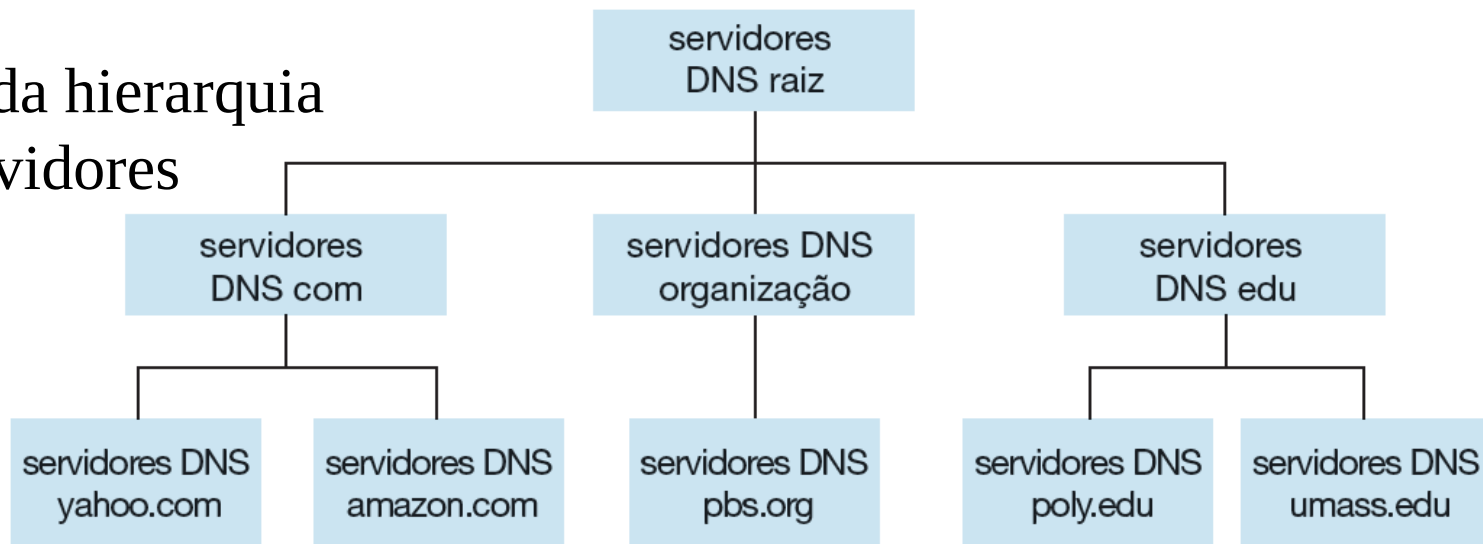 da hierarquia
vidores
servidores
DNS raiz
servidores
DNS com
servidores DNS
organização
servidores
DNS edu
servidores DNS
yahoo.com
servidores DNS
amazon.com
servidores DNS
pbs.org
servidores DNS
poly.edu
servidores DNS
umass.edu